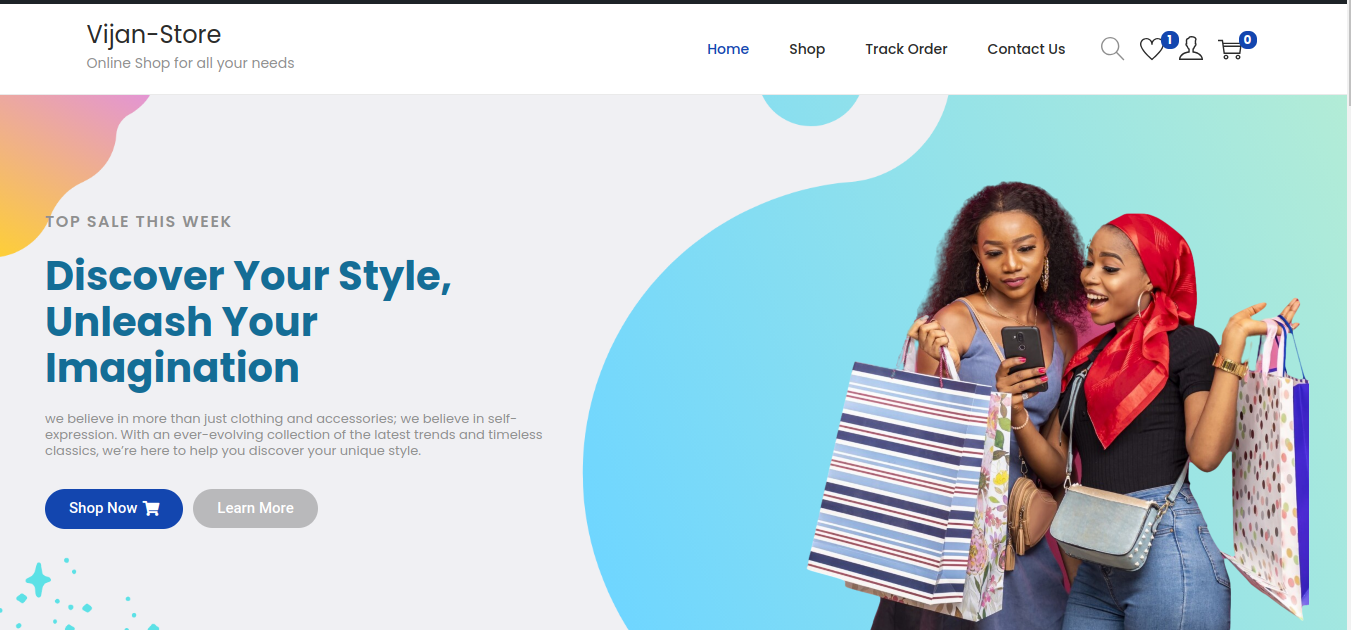 Vijan-Store
Online Shop for all your needs
Home
Shop
Track Order
Contact Us
1
0
TOP SALE THIS WEEK
Discover Your Style,
Unleash Your
Imagination
we believe in more than just clothing and accessories; we believe in self-
expression. With an ever-evolving collection of the latest trends and timeless
classics, we’re here to help you discover your unique style.
Shop Now
Learn More